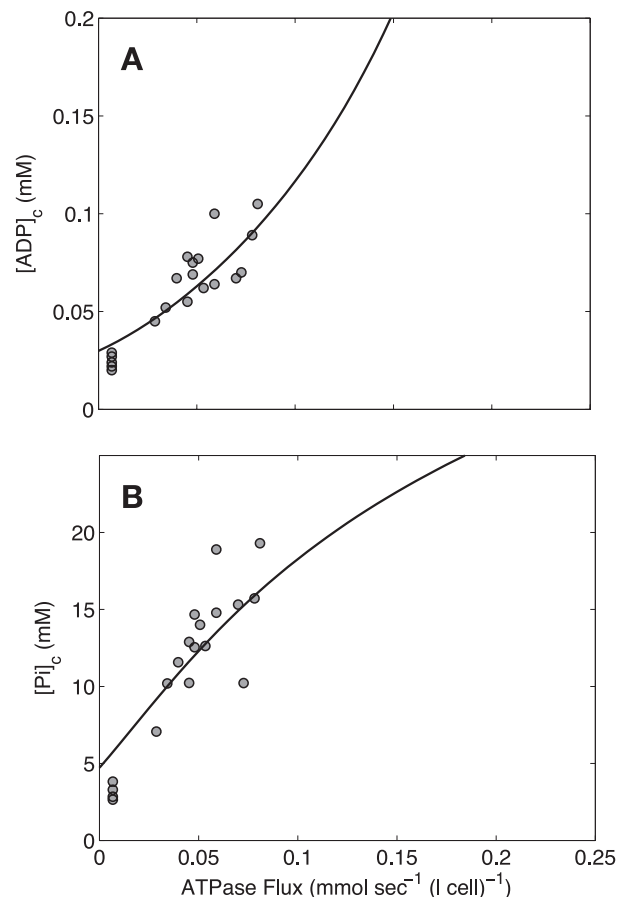 A
0.2
0.15
0.1
0.05
0
[ADP]c (mM)
B
20
15
10
5
0
[Pi]c (mM)
0 0.05 0.1 0.15 0.2 0.25
ATPase Flux (mmol sec⁻¹ (l cell)⁻¹)